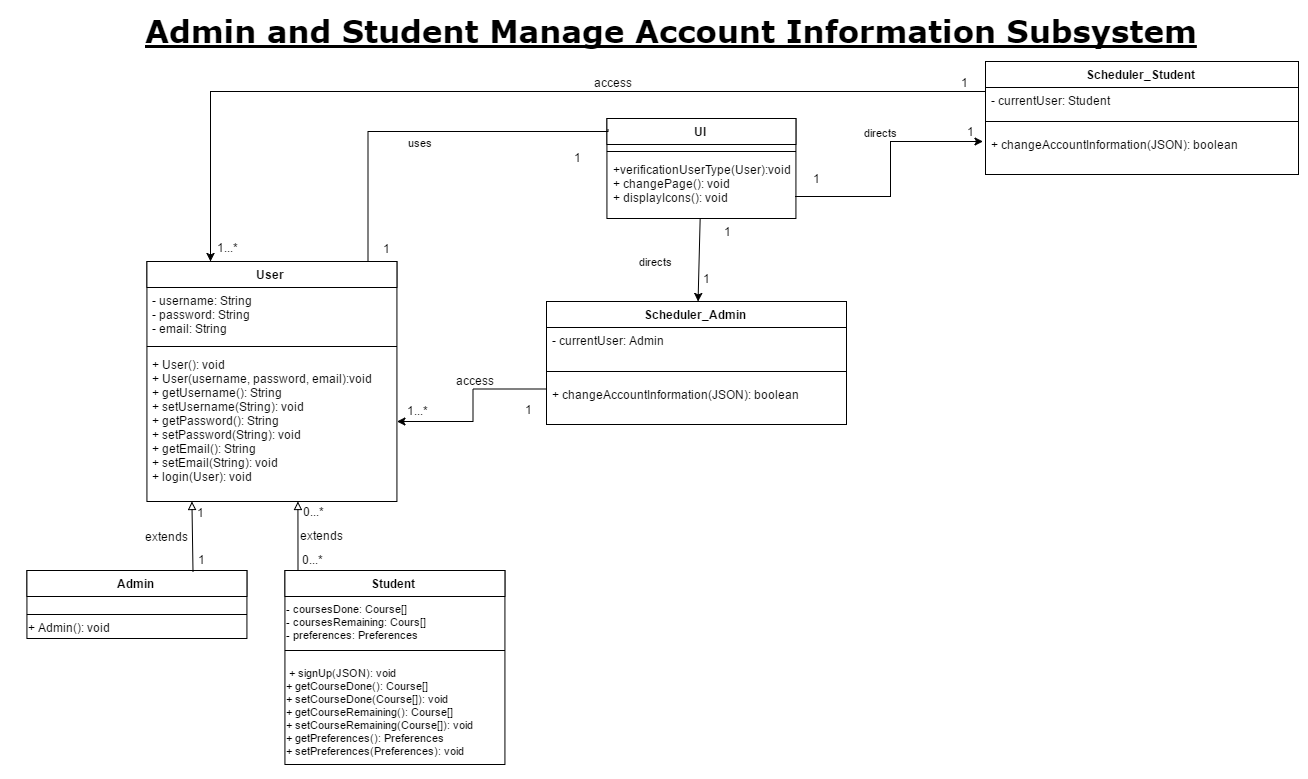 Admin and Student Manage Account Information Subsystem
access
1
Scheduler_Student
- currentUser: Student
+ changeAccountInformation(JSON): boolean
uses
1
UI
+verificationUserType(User):void
+ changePage(): void
+ displayIcons(): void
directs
1
1
1...*
1
1
directs
1
User
- username: String
- password: String
- email: String
+ User(): void
+ User(username, password, email):void
+ getUsername(): String
+ setUsername(String): void
+ getPassword(): String
+ setPassword(String): void
+ getEmail(): String
+ setEmail(String): void
+ login(User): void
Scheduler_Admin
- currentUser: Admin
+ changeAccountInformation(JSON): boolean
access
1...*
1
1
extends
1
0...*
extends
0...*
Admin
+ Admin(): void
Student
- coursesDone: Course[]
- coursesRemaining: Cours[]
- preferences: Preferences
+ signUp(JSON): void
+ getCourseDone(): Course[]
+ setCourseDone(Course[]): void
+ getCourseRemaining(): Course[]
+ setCourseRemaining(Course[]): void
+ getPreferences(): Preferences
+ setPreferences(Preferences): void